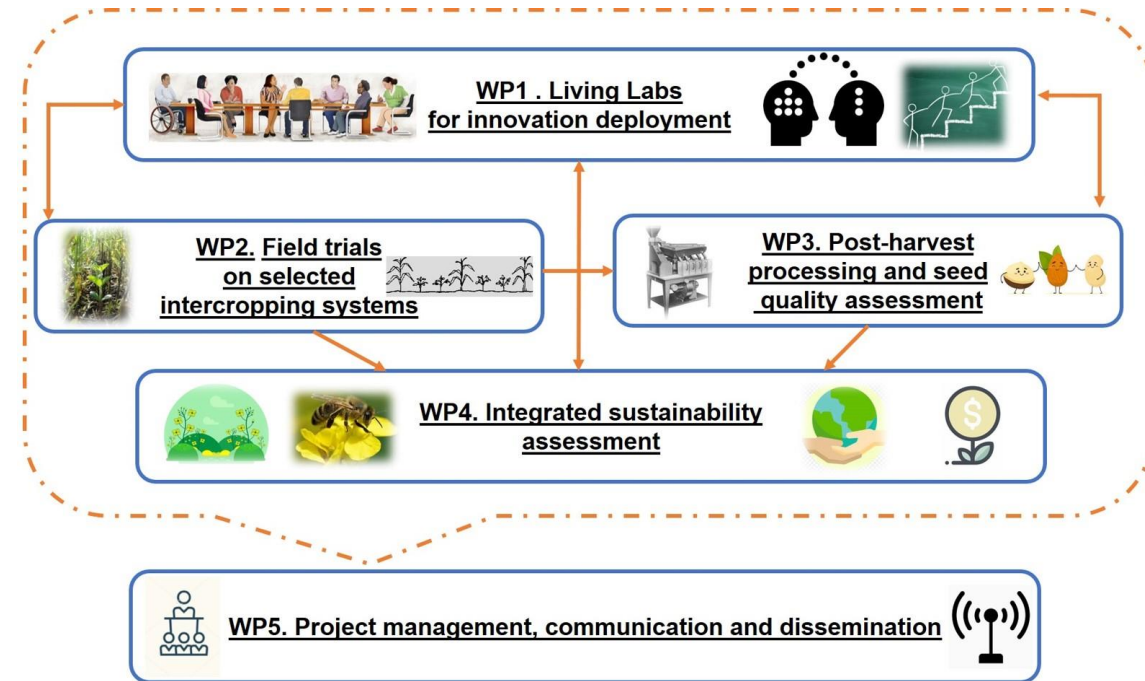 WP1 . Living Labs
for innovation deployment
WP2. Field trials
on selected
intercropping systems
WP3. Post-harvest
processing and seed
quality assessment
WP4. Integrated sustainability
assessment
$
WP5. Project management, communication and dissemination